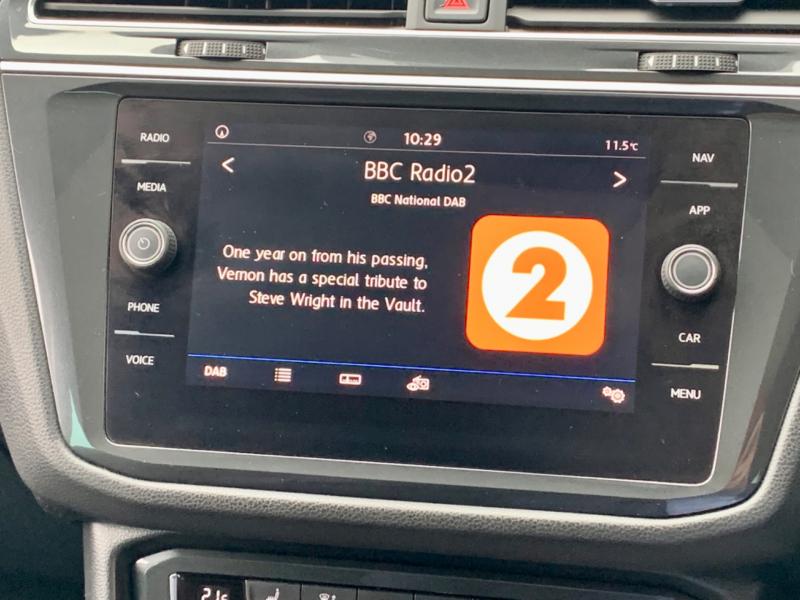 RADIO
MEDIA
PHONE
VOICE
10:29
11.5°C
< BBC Radio2 >
BBC National DAB
One year on from his passing,
Vernon has a special tribute to
Steve Wright in the Vault.
2
DAB
NAV
APP
CAR
MENU